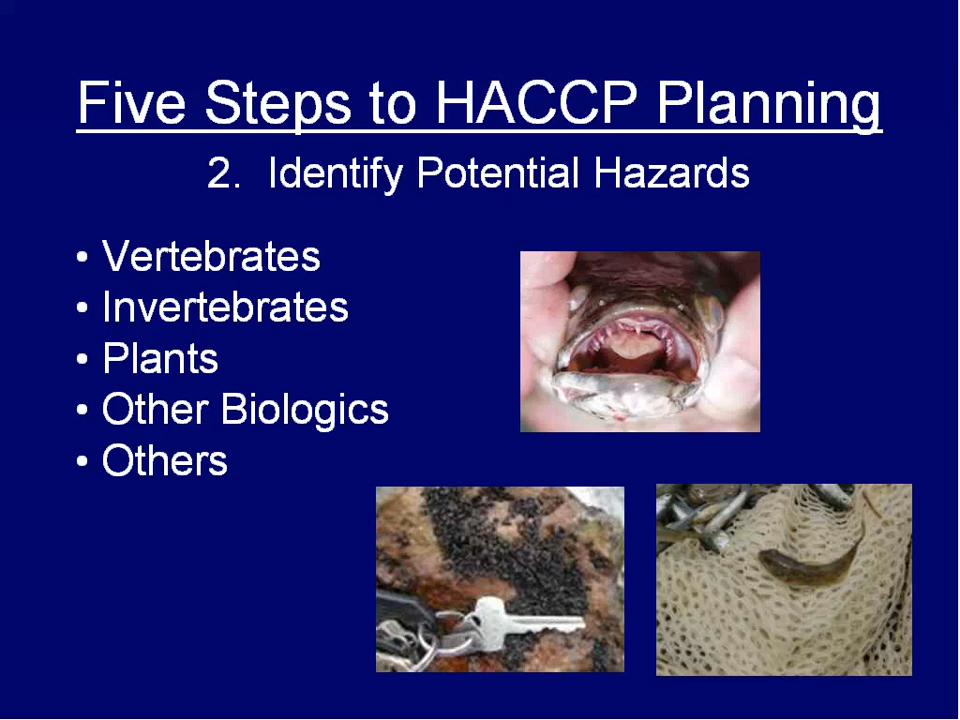 Five Steps to HACCP Planning
2. Identify Potential Hazards
• Vertebrates
• Invertebrates
• Plants
• Other Biologics
• Others